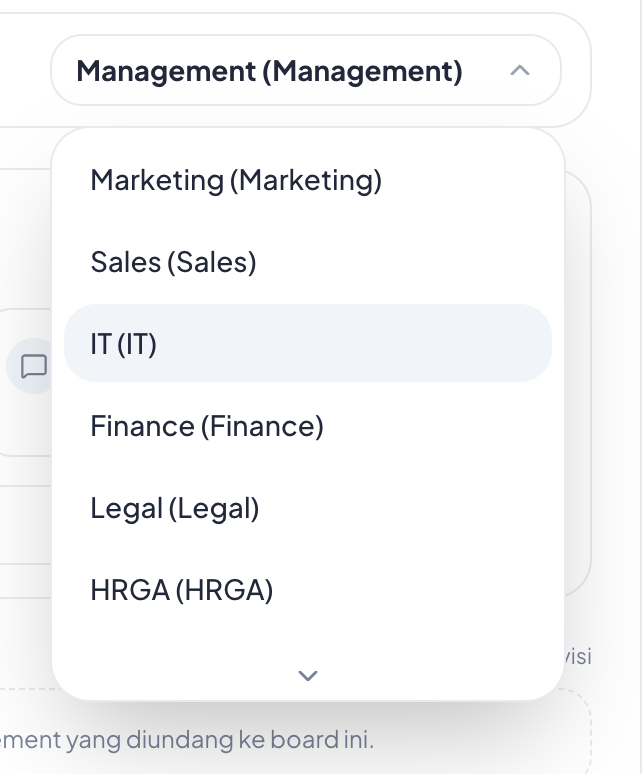 Management (Management)
Marketing (Marketing)
Sales (Sales)
IT (IT)
Finance (Finance)
Legal (Legal)
HRGA (HRGA)
yang diundang ke board ini.